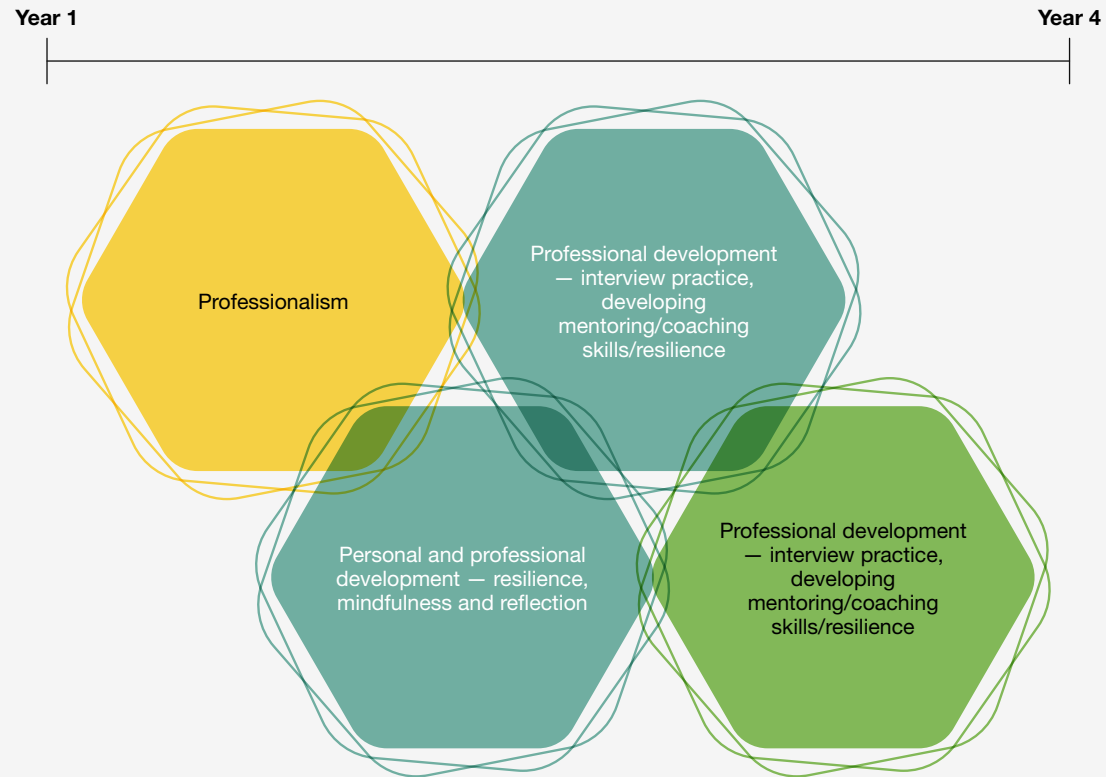 Year 1
Year 4
Professionalism
Professional development
— interview practice,
developing
mentoring/coaching
skills/resilience
Personal and professional
development — resilience,
mindfulness and reflection
Professional development
— interview practice,
developing
mentoring/coaching
skills/resilience